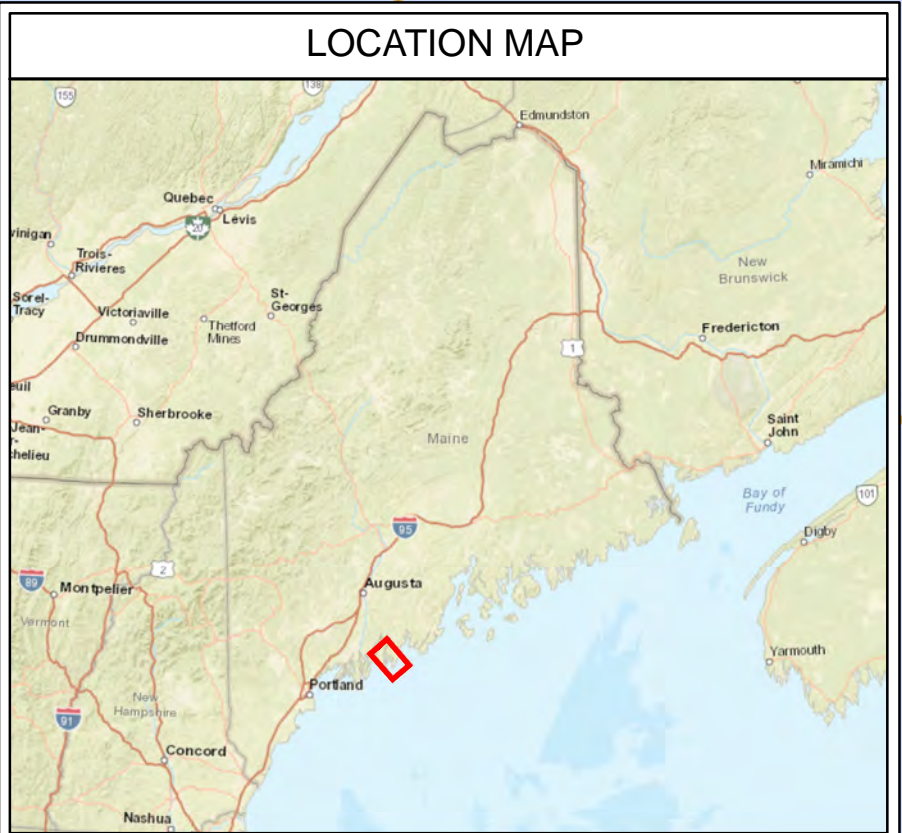 LOCATION MAP
155
138
Edmundston
Miramichi
Quebec
Lévis
20
vinigan
Trois-
Rivieres
New
Brunswick
Sorel-
Tracy
Victoriaville
St-
Georges
Thetford
Mines
Drummondville
Fredericton
1
euil
Granby
Sherbrooke
Jean-
r-
chelieu
Maine
Saint
John
Bay of
Fundy
101
95
Digby
2
89
Montpelier
Augusta
Vermont
Yarmouth
Portland
New
Hampshire
91
Concord
Nashua